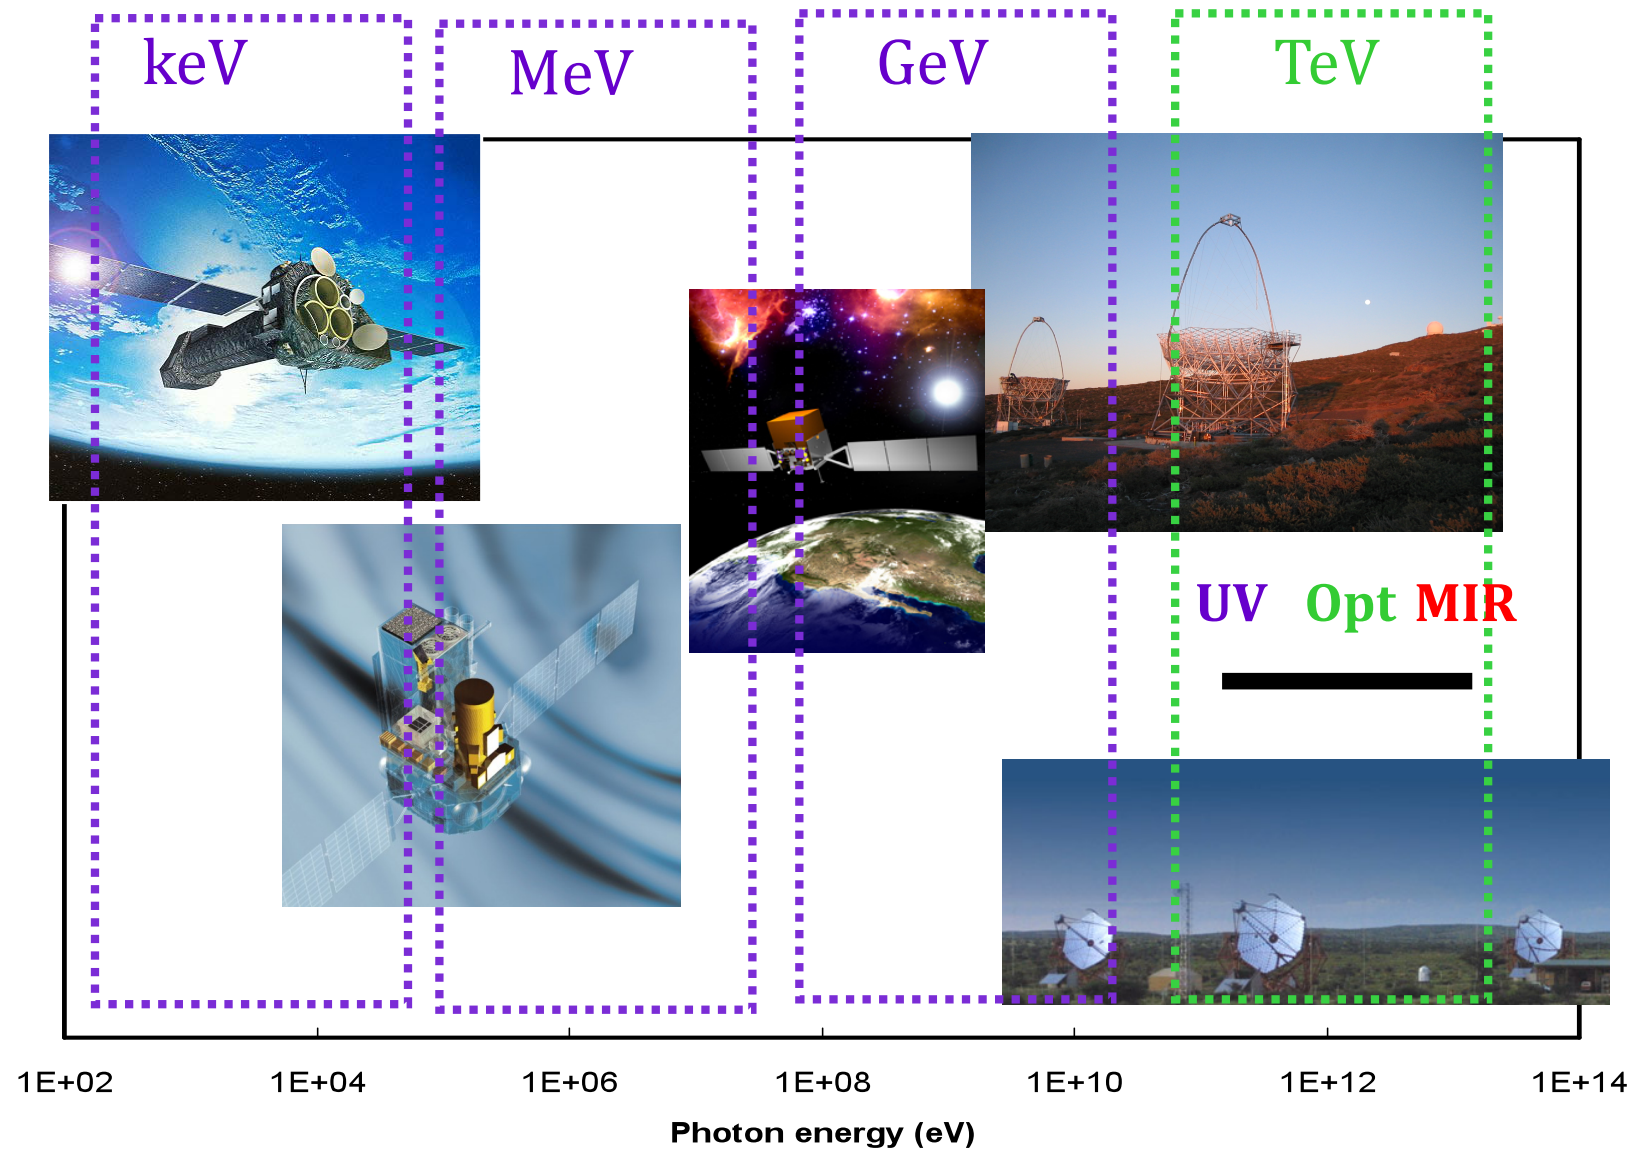 keV
MeV
GeV
TeV
UV Opt MIR
1E+02 1E+04 1E+06 1E+08 1E+10 1E+12 1E+14
Photon energy (eV)